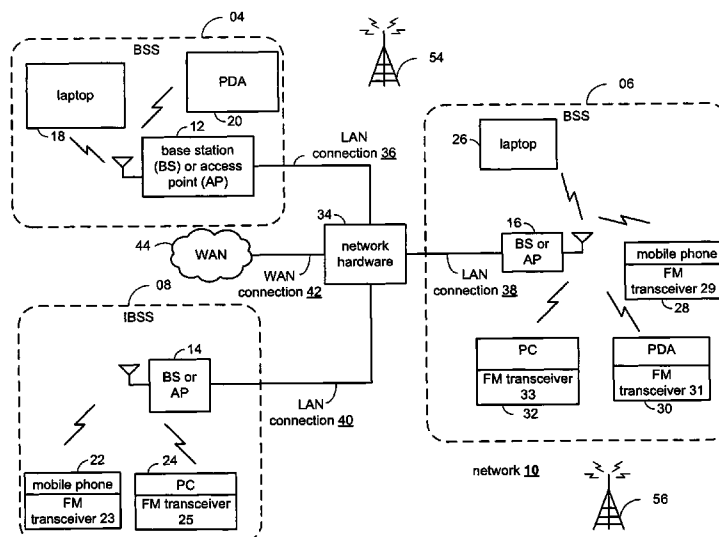 04
BSS
laptop
PDA
18
20
12
base station
(BS) or access
point (AP)
LAN
connection 36
54
06
BSS
26
laptop
34
network
hardware
44
WAN
WAN
connection 42
16
BS or
AP
LAN
connection 38
mobile phone
FM
transceiver 29
28
08
IBSS
14
BS or
AP
LAN
connection 40
PC
FM transceiver
33
32
PDA
FM
transceiver 31
30
22
mobile phone
FM
transceiver 23
24
PC
FM transceiver
25
network 10
56